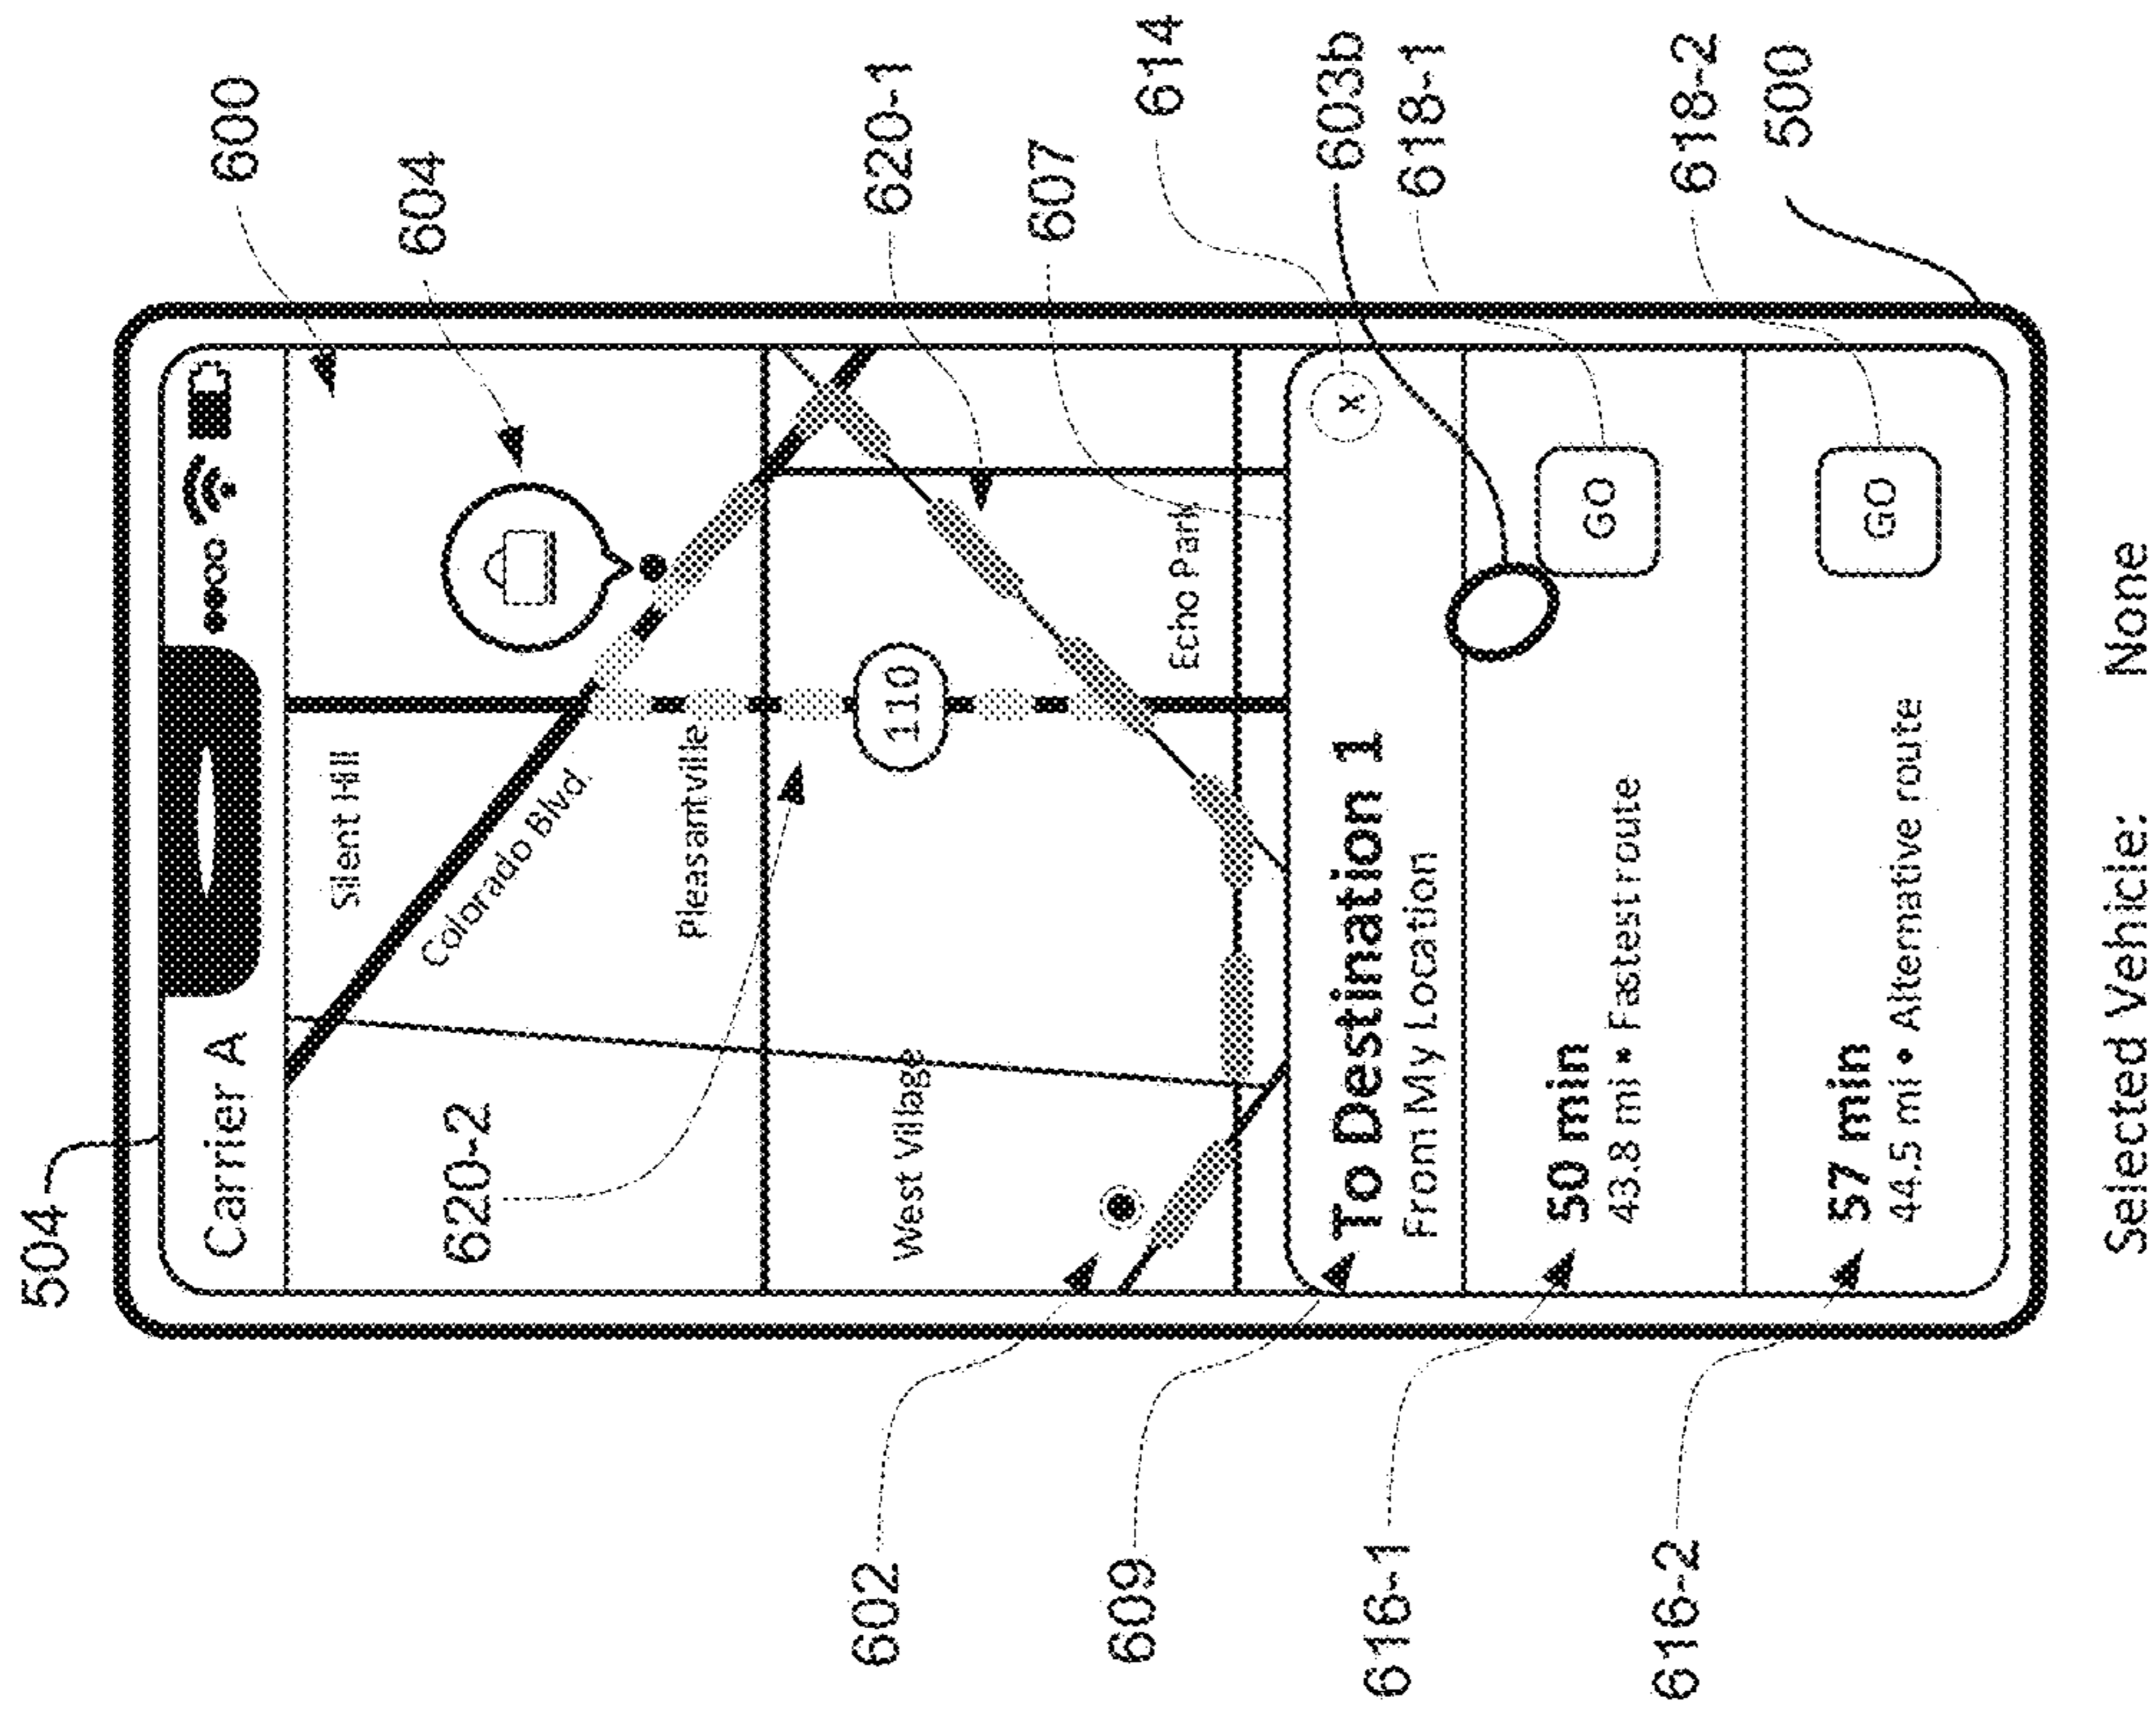 504
Carrier A
600
Silent Hill
604
Colorado Blvd.
620-2
Pleasantville
620-1
110
West Village
607
602
Echo Park
614
609
To Destination 1
X
From My Location
603b
618-1
616-1
50 min
GO
43.8 mi • Fastest route
618-2
616-2
57 min
GO
44.5 mi • Alternative route
500
Selected Vehicle: None